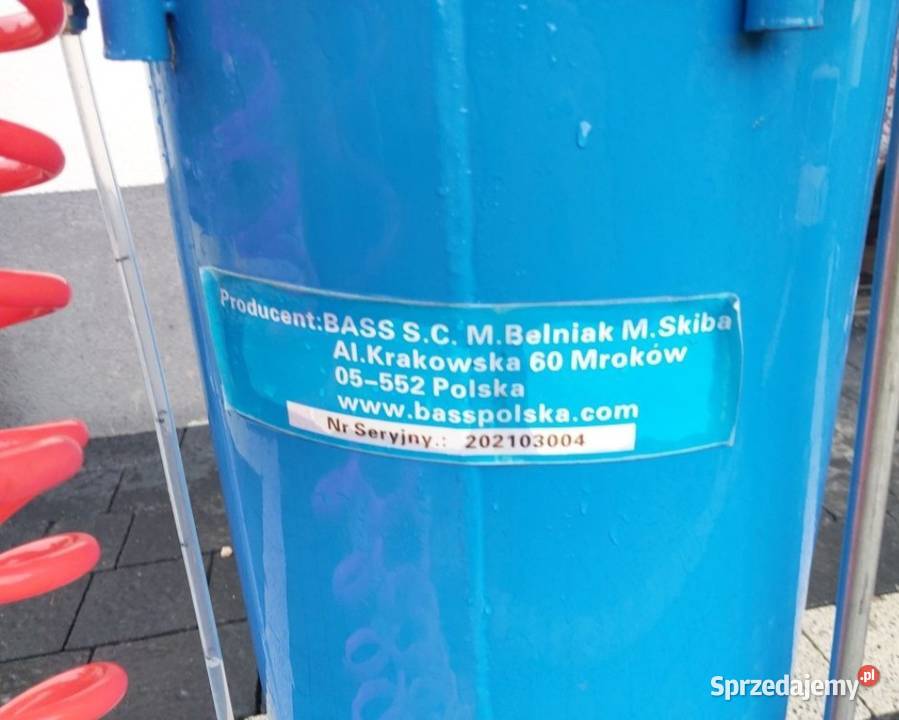 Producent:BASS S.C. M.Belniak M.Skiba
Al.Krakowska 60 Mroków
05-552 Polska
www.basspolska.com
Nr Seryjny.: 202103004
Sprzedajemy.pl